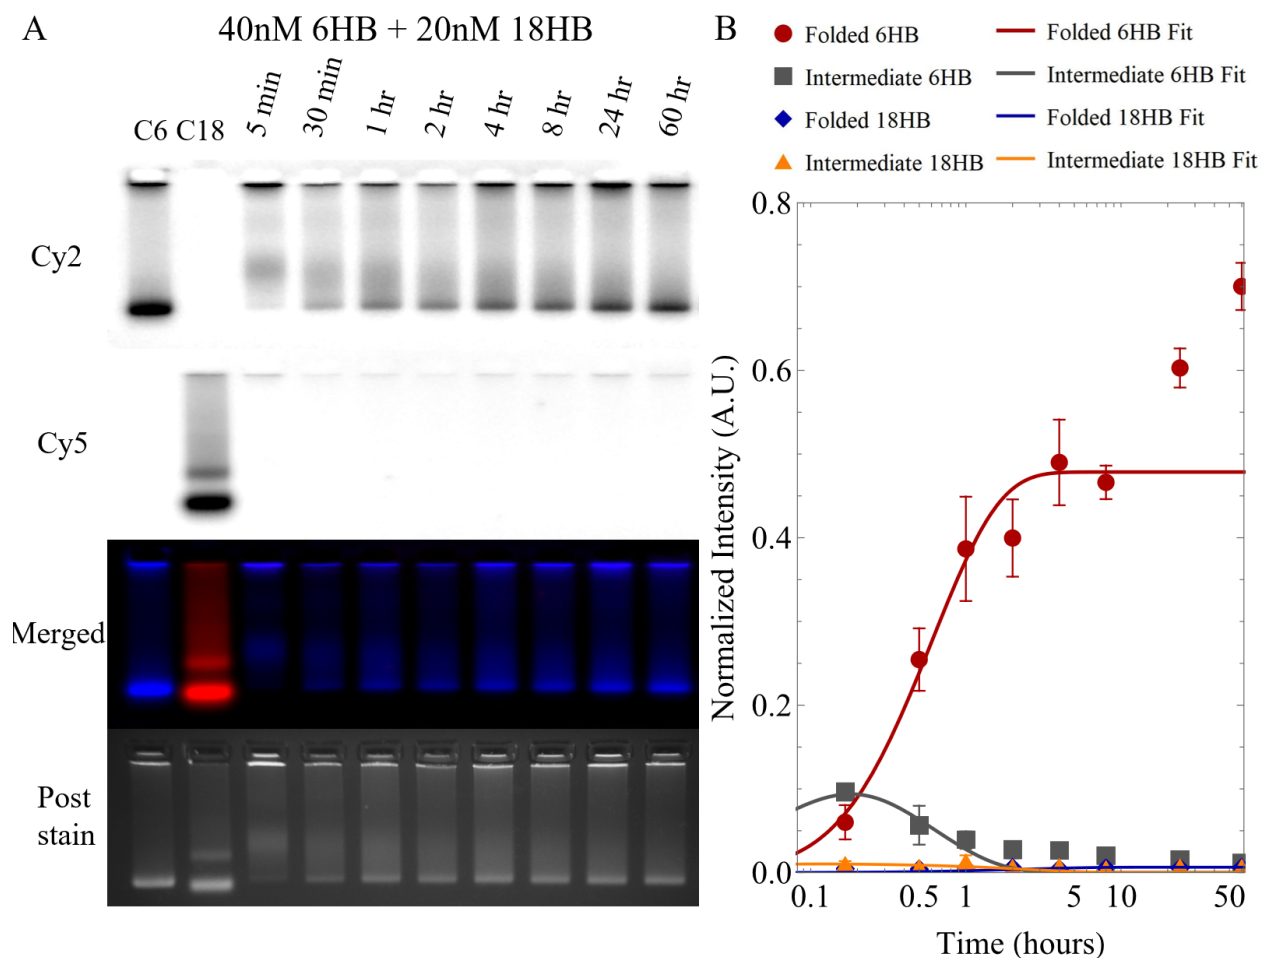 A
40nM 6HB + 20nM 18HB
C6 C18 5 min 30 min 1 hr 2 hr 4 hr 8 hr 24 hr 60 hr
Cy2
Cy5
Merged
Post
stain
B
Folded 6HB
Folded 6HB Fit
Intermediate 6HB
Intermediate 6HB Fit
Folded 18HB
Folded 18HB Fit
Intermediate 18HB
Intermediate 18HB Fit
Normalized Intensity (A.U.)
0.8
0.6
0.4
0.2
0.0
0.1 0.5 1 5 10 50
Time (hours)